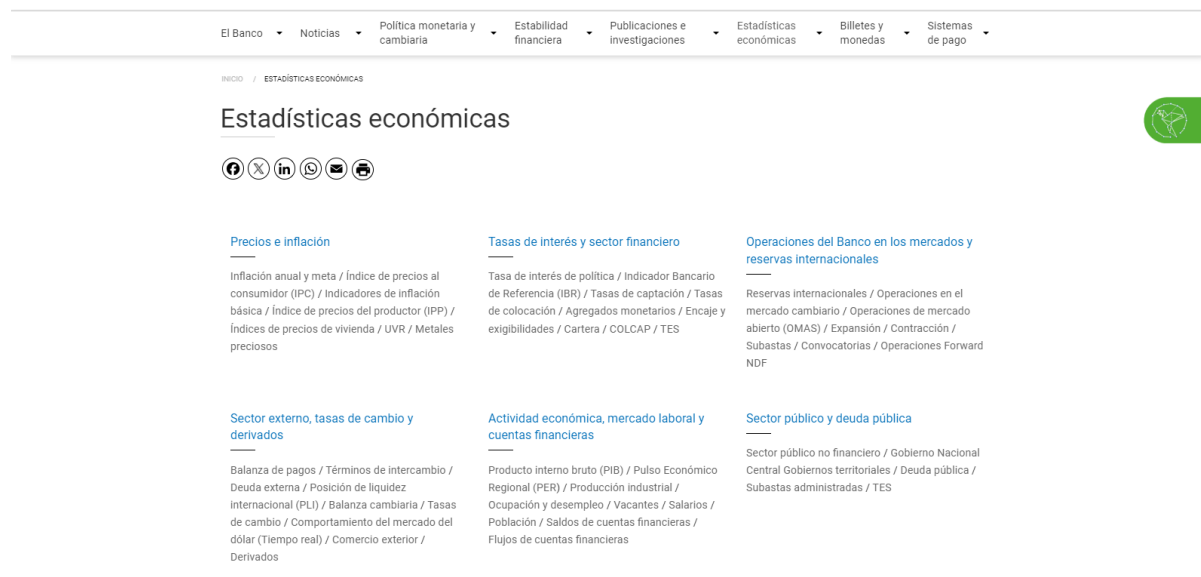 El Banco
Noticias
Política monetaria y
cambiaria
Estabilidad
financiera
Publicaciones e
investigaciones
Estadísticas
económicas
Billetes y
monedas
Sistemas
de pago
INICIO / ESTADÍSTICAS ECONÓMICAS
Estadísticas económicas
Precios e inflación
Inflación anual y meta / Índice de precios al
consumidor (IPC) / Indicadores de inflación
básica / Índice de precios del productor (IPP) /
Índices de precios de vivienda / UVR / Metales
preciosos
Tasas de interés y sector financiero
Tasa de interés de política / Indicador Bancario
de Referencia (IBR) / Tasas de captación / Tasas
de colocación / Agregados monetarios / Encaje y
exigibilidades / Cartera / COLCAP / TES
Operaciones del Banco en los mercados y
reservas internacionales
Reservas internacionales / Operaciones en el
mercado cambiario / Operaciones de mercado
abierto (OMAS) / Expansión / Contracción /
Subastas / Convocatorias / Operaciones Forward
NDF
Sector externo, tasas de cambio y
derivados
Balanza de pagos / Términos de intercambio /
Deuda externa / Posición de liquidez
internacional (PLI) / Balanza cambiaria / Tasas
de cambio / Comportamiento del mercado del
dólar (Tiempo real) / Comercio exterior /
Derivados
Actividad económica, mercado laboral y
cuentas financieras
Producto interno bruto (PIB) / Pulso Económico
Regional (PER) / Producción industrial /
Ocupación y desempleo / Vacantes / Salarios /
Población / Saldos de cuentas financieras /
Flujos de cuentas financieras
Sector público y deuda pública
Sector público no financiero / Gobierno Nacional
Central Gobiernos territoriales / Deuda pública /
Subastas administradas / TES